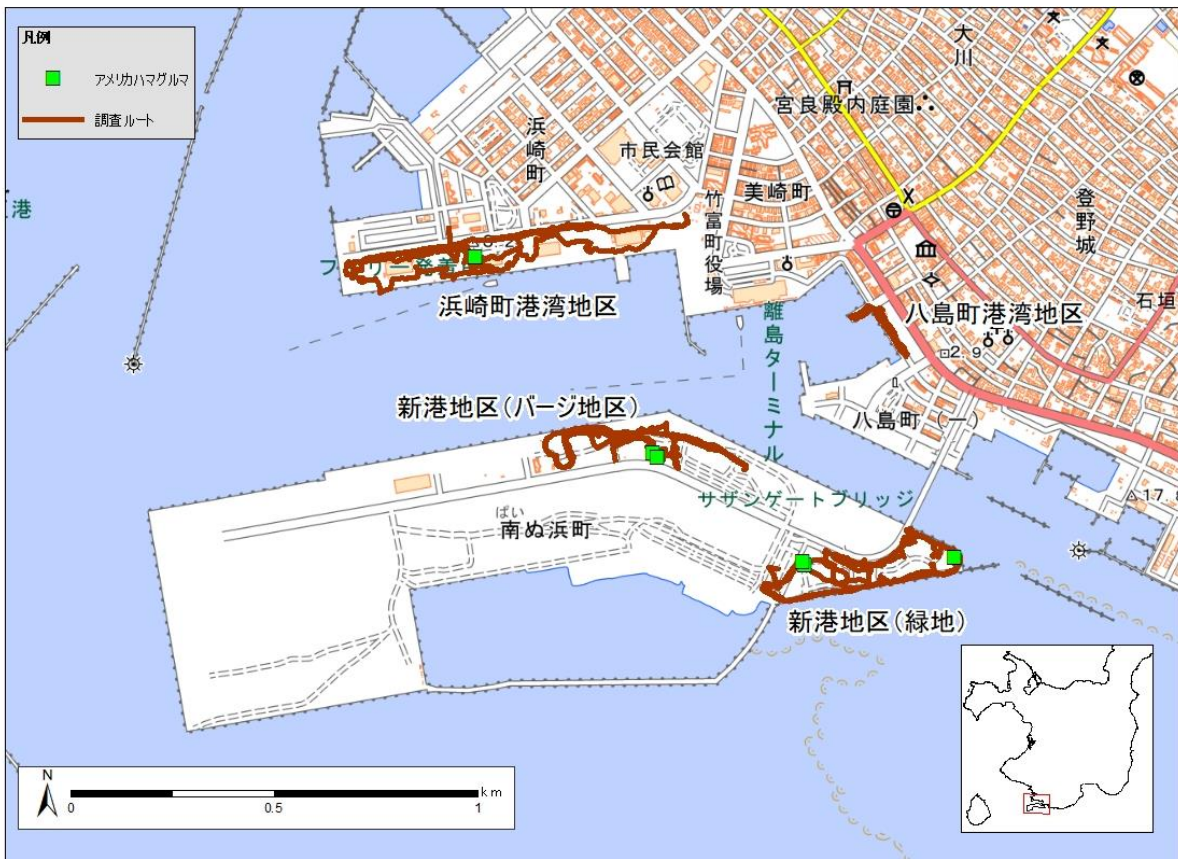 凡例
アメリカハマグルマ
調査ルート
大川
宮良殿内庭園
浜崎町
市民会館
美崎町
竹富町役場
登野城
石垣
港
浜崎町港湾地区
離島ターミナル
八島町港湾地区
2.9
新港地区(バージ地区)
八島町(一)
サザンゲートブリッジ
17.8
ぱい
南ぬ浜町
新港地区(緑地)
N
0
0.5
1
km